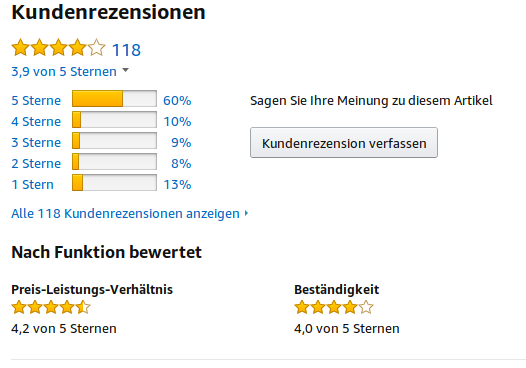 Kundenrezensionen
118
3,9 von 5 Sternen
5 Sterne 60%
4 Sterne 10%
3 Sterne 9%
2 Sterne 8%
1 Stern 13%
Sagen Sie Ihre Meinung zu diesem Artikel
Kundenrezension verfassen
Alle 118 Kundenrezensionen anzeigen
Nach Funktion bewertet
Preis-Leistungs-Verhältnis
4,2 von 5 Sternen
Beständigkeit
4,0 von 5 Sternen